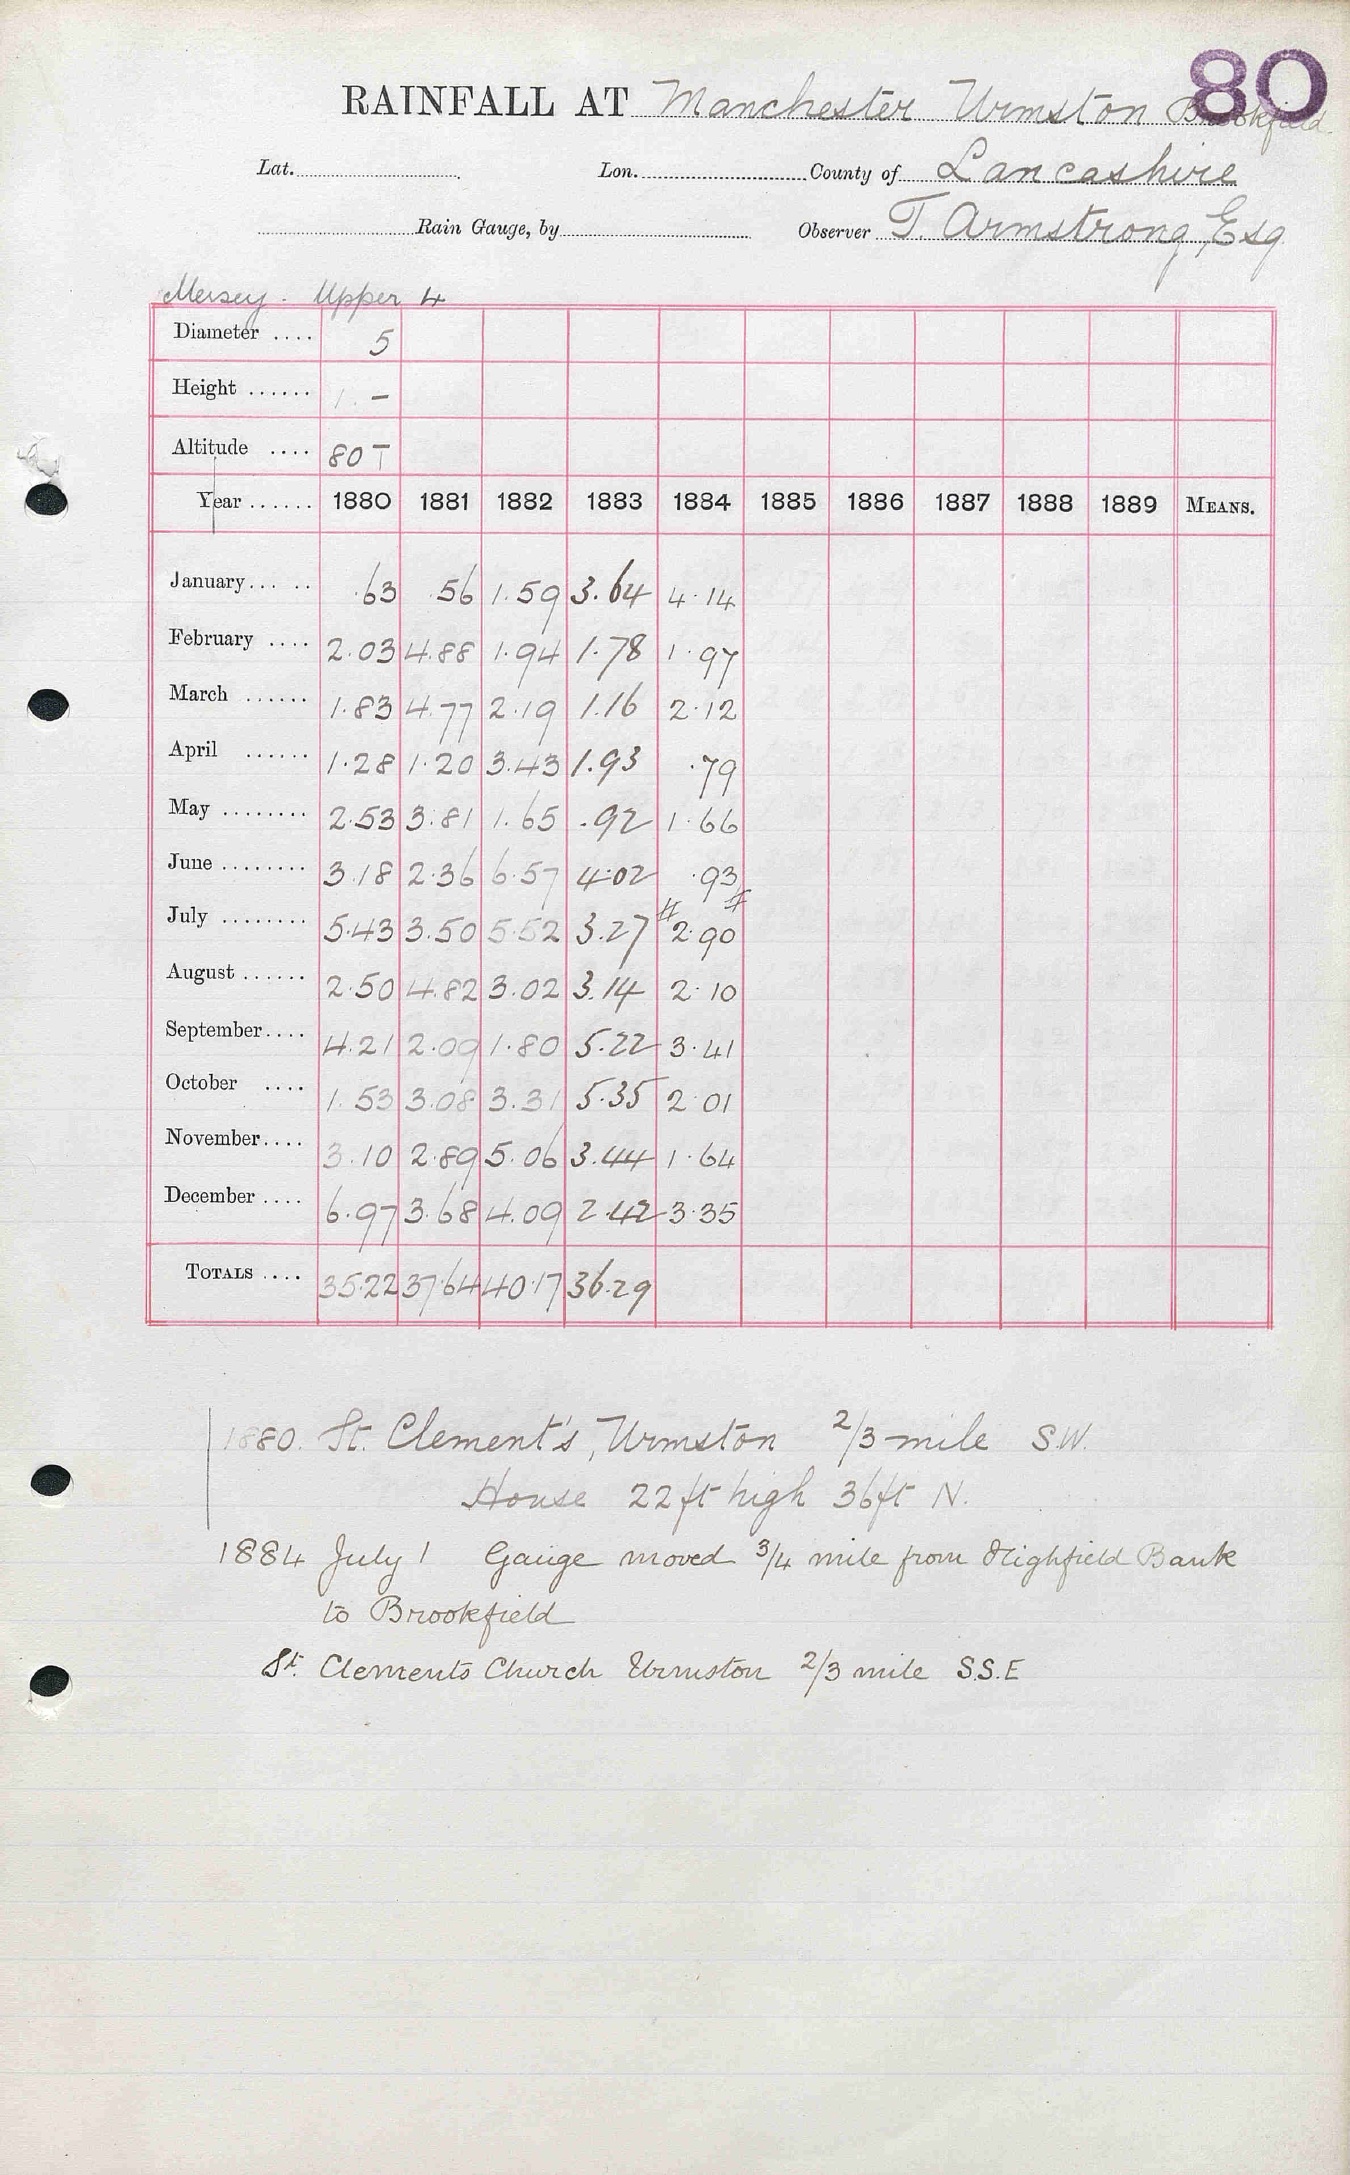 80
RAINFALL AT Manchester Urmston Brookfield
Lat. Lon. County of Lancashire
Rain Gauge, by Observer T. Armstrong Esq
Mersey. Upper 4
Diameter .... 5
Height ...... 1. -
Altitude .... 80 T
Year ...... 1880 1881 1882 1883 1884 1885 1886 1887 1888 1889 MEANS.
January... .. .63 .56 1.59 3.64 4.14
February .... 2.03 4.88 1.94 1.78 1.97
March ...... 1.83 4.77 2.19 1.16 2.12
April ...... 1.28 1.20 3.43 1.93 .79
May ........ 2.53 3.81 1.65 .92 1.66
June ........ 3.18 2.36 6.57 4.02 .93
July ........ 5.43 3.50 5.52 3.27 2.90
August ...... 2.50 4.82 3.02 3.14 2.10
September.... 4.21 2.09 1.80 5.22 3.41
October .... 1.53 3.08 3.31 5.35 2.01
November.... 3.10 2.89 5.06 3.44 1.64
December .... 6.97 3.68 4.09 2.42 3.35
TOTALS .... 35.22 37.64 40.17 36.29
1880. St. Clement's, Urmston 2/3 mile S.W.
House 22 ft high 36 ft N.
1884 July 1 Gauge moved 3/4 mile from Highfield Bank
to Brookfield
St. Clements Church Urmston 2/3 mile S.S.E